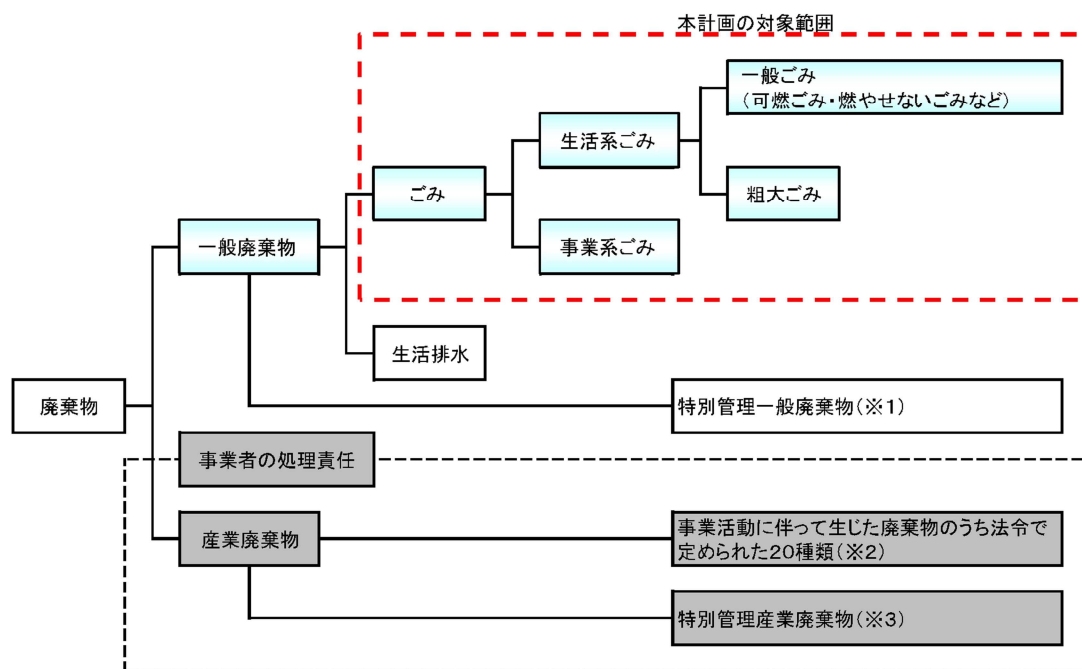 本計画の対象範囲
一般ごみ
(可燃ごみ・燃やせないごみなど)
生活系ごみ
ごみ
粗大ごみ
一般廃棄物
事業系ごみ
生活排水
廃棄物
特別管理一般廃棄物(※1)
事業者の処理責任
産業廃棄物
事業活動に伴って生じた廃棄物のうち法令で
定められた20種類(※2)
特別管理産業廃棄物(※3)